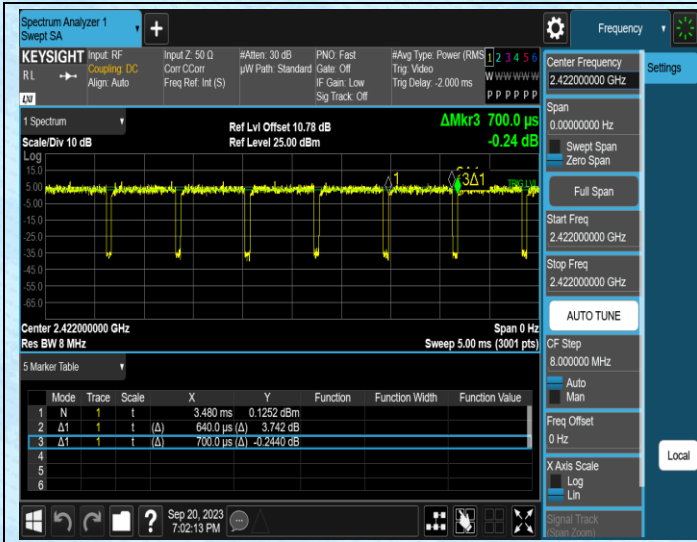 Spectrum Analyzer 1
Swept SA
Frequency
KEYSIGHT
RL
LXI
Input: RF
Coupling: DC
Align: Auto
Input Z: 50 Ω
Corr CCorr
Freq Ref: Int (S)
#Atten: 30 dB
µW Path: Standard
PNO: Fast
Gate: Off
IF Gain: Low
Sig Track: Off
#Avg Type: Power (RMS
Trig: Video
Trig Delay: -2.000 ms
1 2 3 4 5 6
W W W W W W
P P P P P P
1 Spectrum
Scale/Div 10 dB
Log
Ref Lvl Offset 10.78 dB
Ref Level 25.00 dBm
ΔMkr3 700.0 µs
-0.24 dB
15.0
5.00
-5.00
-15.0
-25.0
-35.0
-45.0
-55.0
-65.0
1
3Δ1
TRIG LVL
Center 2.422000000 GHz
Res BW 8 MHz
Span 0 Hz
Sweep 5.00 ms (3001 pts)
5 Marker Table
Mode Trace Scale X Y Function Function Width Function Value
1 N 1 t 3.480 ms 0.1252 dBm
2 Δ1 1 t (Δ) 640.0 µs (Δ) 3.742 dB
3 Δ1 1 t (Δ) 700.0 µs (Δ) -0.2440 dB
4
5
6
Sep 20, 2023
7:02:13 PM
?
Center Frequency
2.422000000 GHz
Span
0.00000000 Hz
Swept Span
Zero Span
Full Span
Start Freq
2.422000000 GHz
Stop Freq
2.422000000 GHz
AUTO TUNE
CF Step
8.000000 MHz
Auto
Man
Freq Offset
0 Hz
X Axis Scale
Log
Lin
Signal Track
(Span Zoom)
Settings
Local